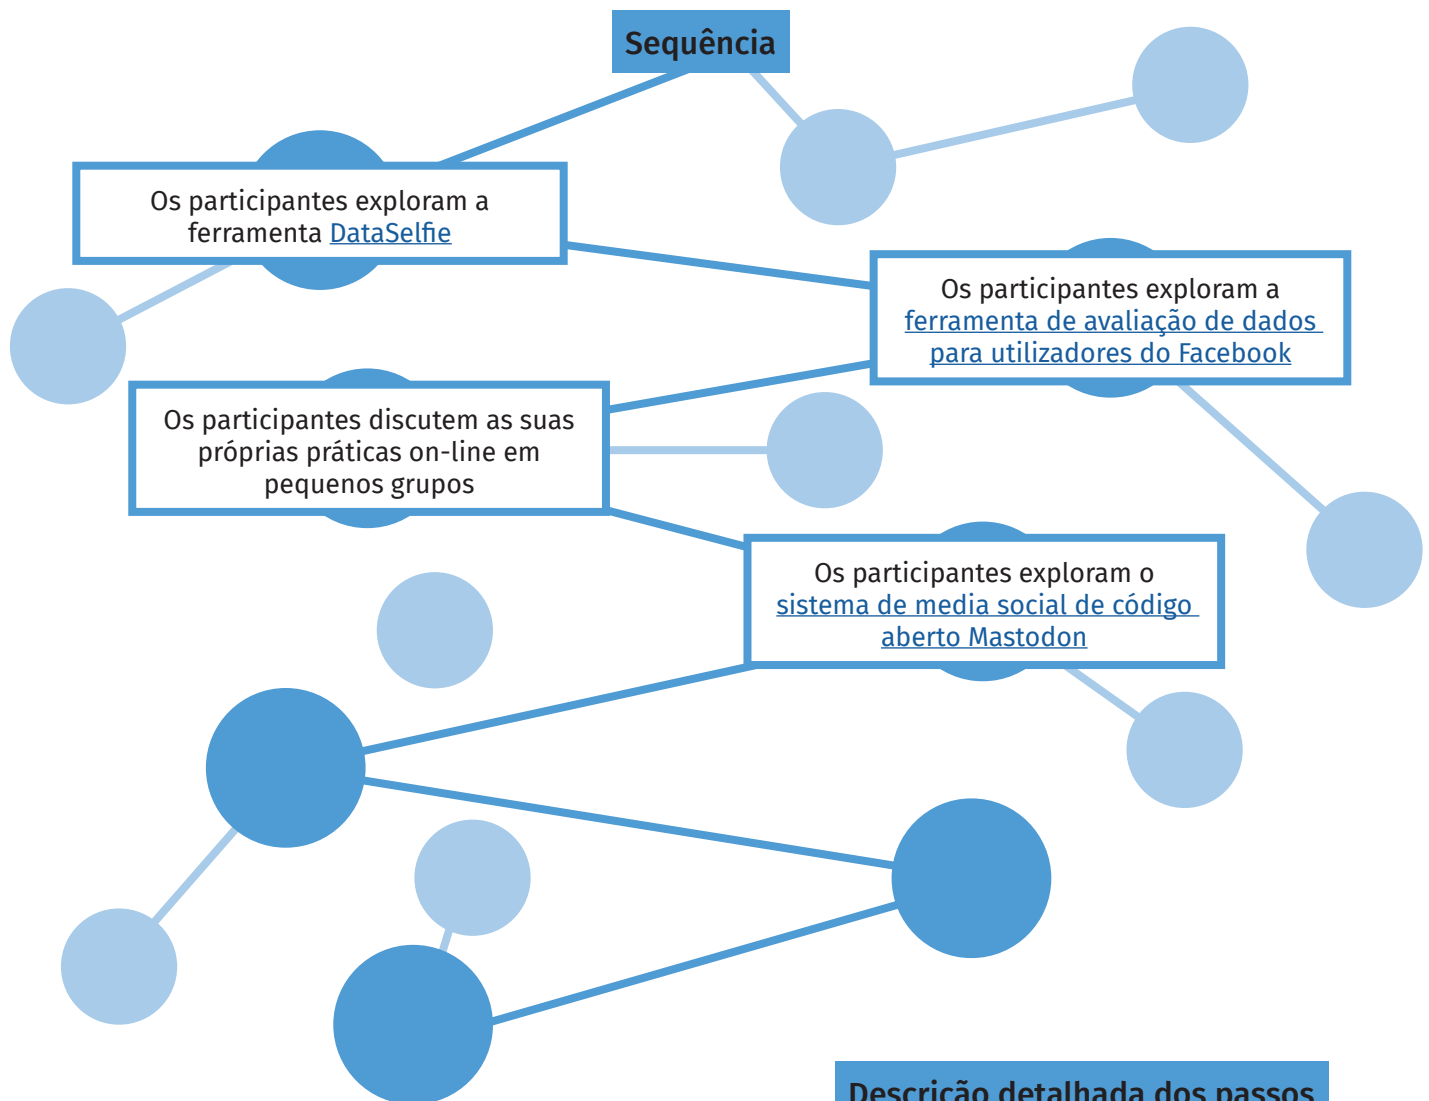 Sequência
Os participantes exploram a
ferramenta DataSelfie
Os participantes exploram a
ferramenta de avaliação de dados
para utilizadores do Facebook
Os participantes discutem as suas
próprias práticas on-line em
pequenos grupos
Os participantes exploram o
sistema de media social de código
aberto Mastodon
Descrição detalhada dos passos